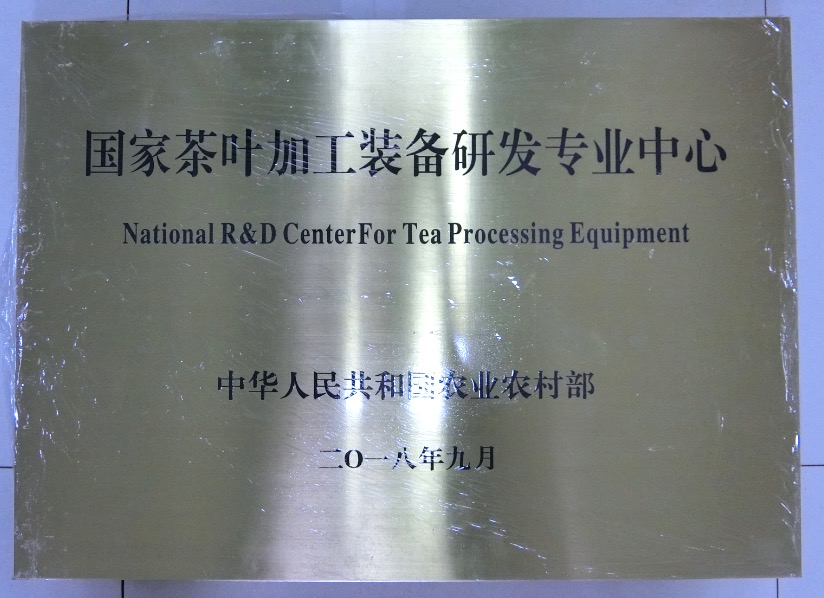 国家茶叶加工装备研发专业中心
National R&D CenterFor Tea Processing Equipment
中华人民共和国农业农村部
二O一八年九月